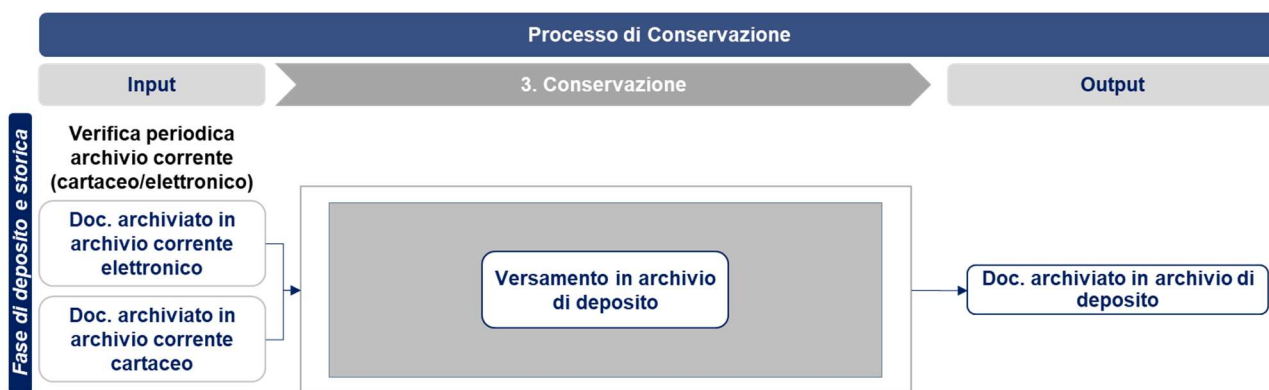 Processo di Conservazione
Input
3. Conservazione
Output
Fase di deposito e storica
Verifica periodica
archivio corrente
(cartaceo/elettronico)
Doc. archiviato in
archivio corrente
elettronico
Doc. archiviato in
archivio corrente
cartaceo
Versamento in archivio
di deposito
Doc. archiviato in archivio di
deposito